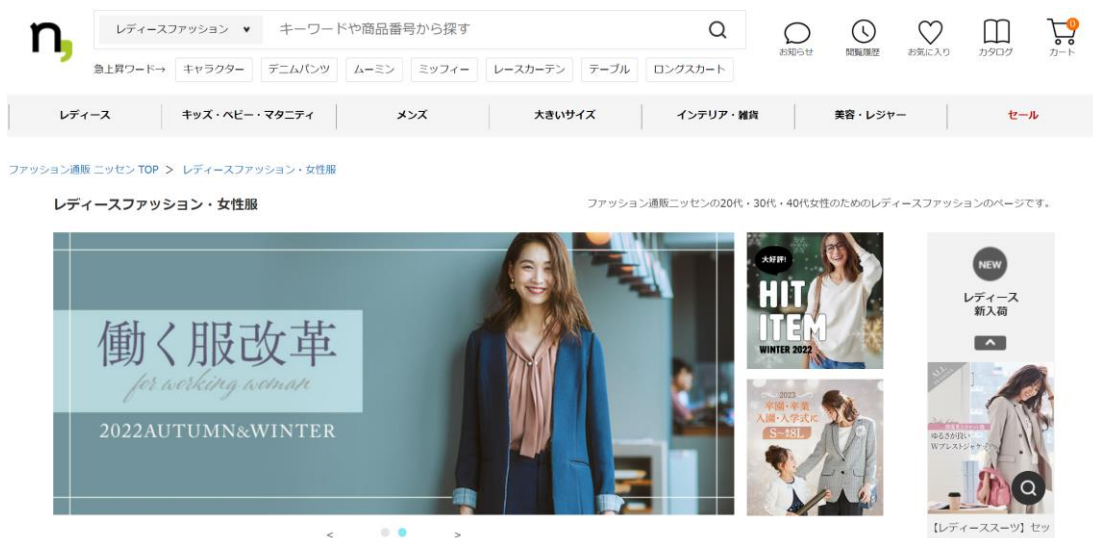 n,
レディースファッション ▼
キーワードや商品番号から探す
お知らせ
閲覧履歴
お気に入り
カタログ
0
カート
急上昇ワード→ キャラクター デニムパンツ ムーミン ミッフィー レースカーテン テーブル ロングスカート
レディース キッズ・ベビー・マタニティ メンズ 大きいサイズ インテリア・雑貨 美容・レジャー セール
ファッション通販 ニッセン TOP > レディースファッション・女性服
レディースファッション・女性服
ファッション通販ニッセンの20代・30代・40代女性のためのレディースファッションのページです。
働く服改革
for working woman
2022AUTUMN&WINTER
大好評!
HIT
ITEM
WINTER 2022
2023
卒園・卒業
入園・入学式に
S~8L
NEW
レディース
新入荷
ALL
ゆるさが良い
Wブレストジャケ
【レディーススーツ】セッ
< >